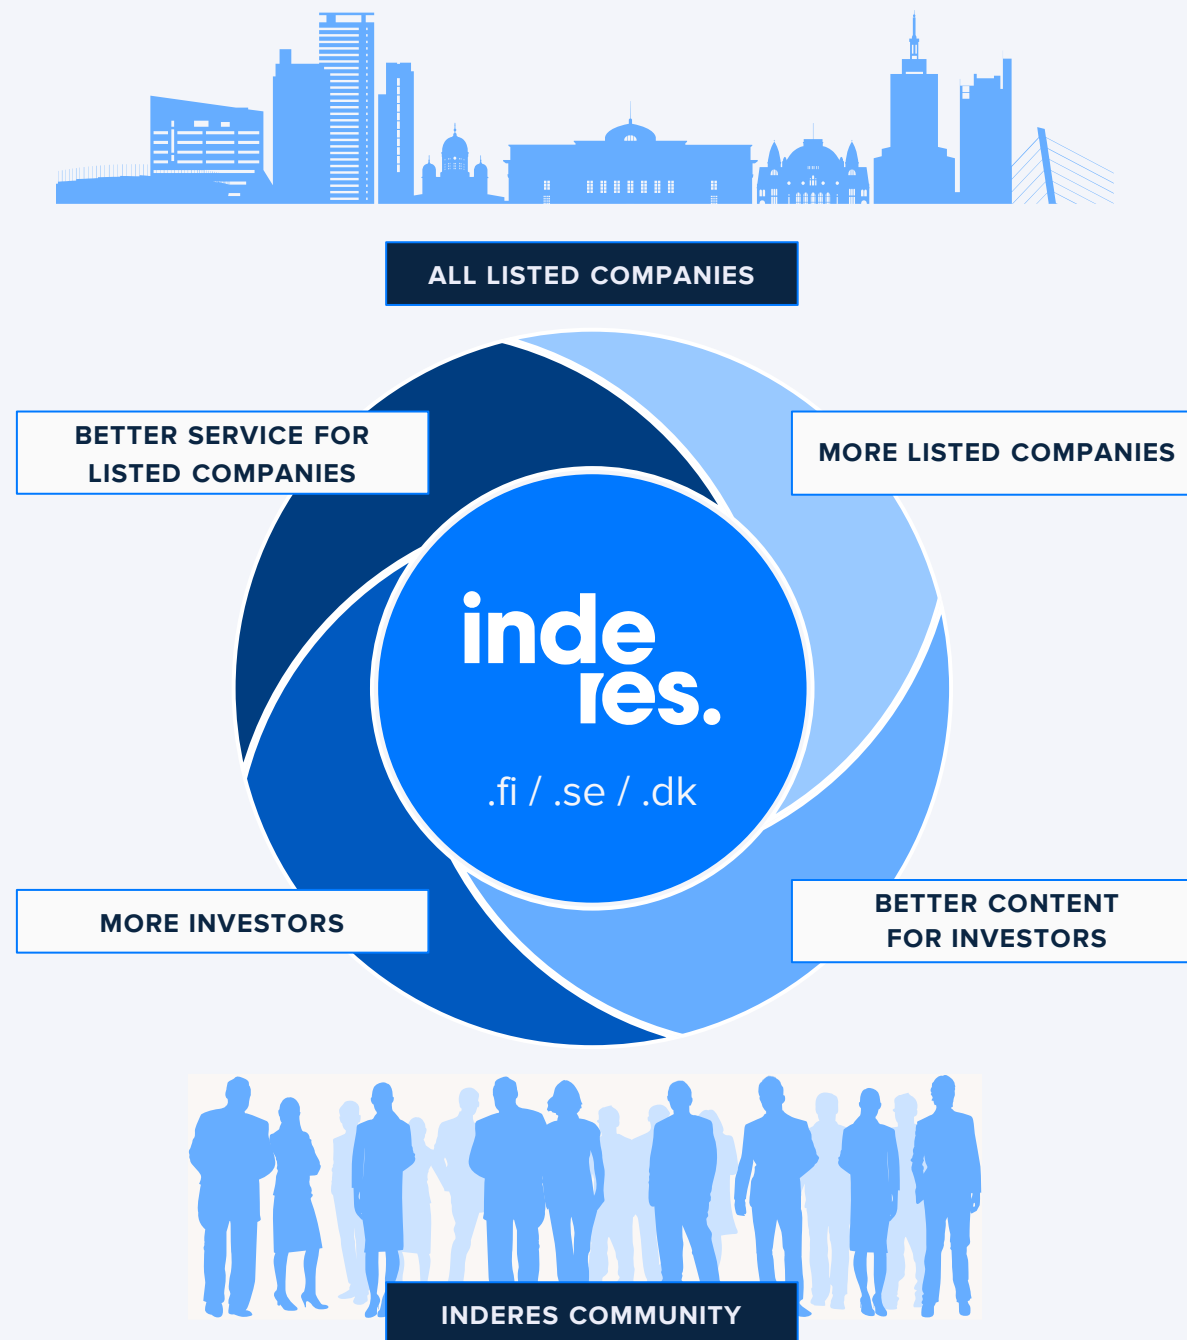 ALL LISTED COMPANIES
BETTER SERVICE FOR
LISTED COMPANIES
MORE LISTED COMPANIES
inde
res.
.fi / .se / .dk
MORE INVESTORS
BETTER CONTENT
FOR INVESTORS
INDERES COMMUNITY